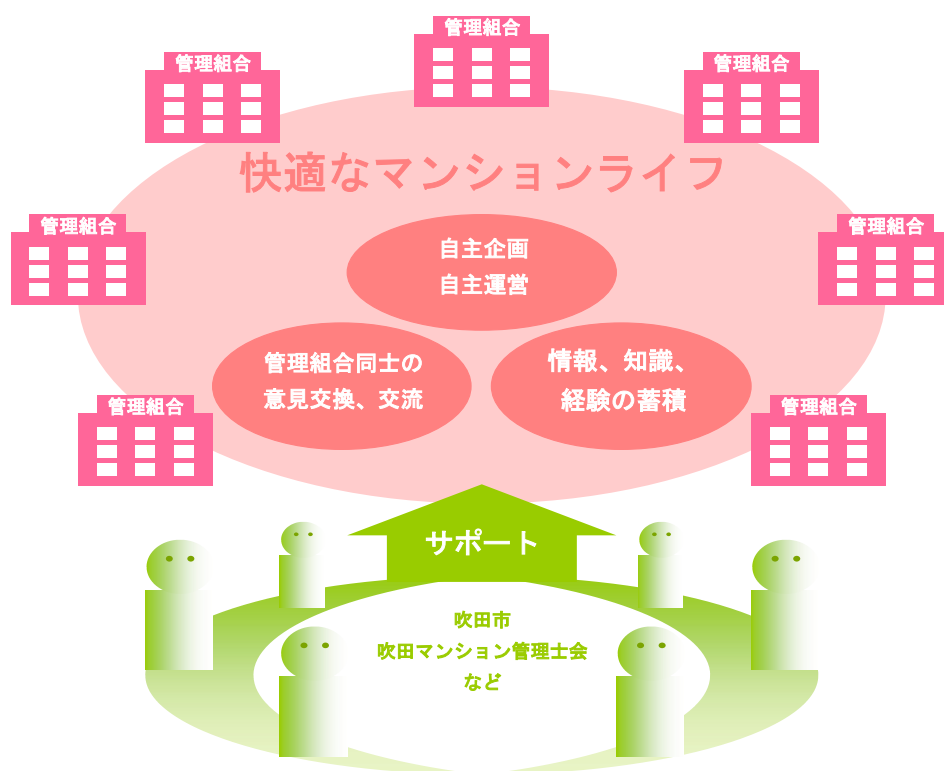 管理組合
管理組合
管理組合
快適なマンションライフ
管理組合
管理組合
自主企画
自主運営
管理組合同士の
意見交換、交流
情報、知識、
経験の蓄積
管理組合
管理組合
サポート
吹田市
吹田マンション管理士会
など